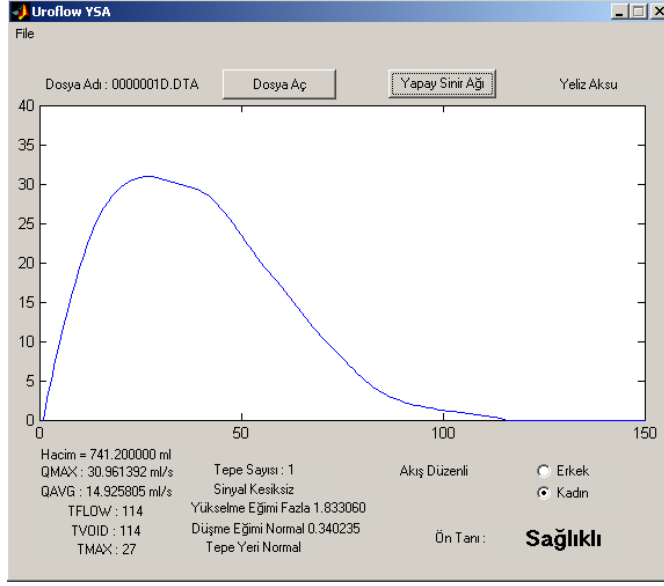 Uroflow YSA
File
Dosya Adı : 0000001D.DTA
Dosya Aç
Yapay Sinir Ağı
Yeliz Aksu
40
35
30
25
20
15
10
5
0
0 50 100 150
Hacim = 741.200000 ml
QMAX : 30.961392 ml/s
QAVG : 14.925805 ml/s
TFLOW : 114
TVOID : 114
TMAX : 27
Tepe Sayısı : 1
Sinyal Kesiksiz
Yükselme Eğimi Fazla 1.833060
Düşme Eğimi Normal 0.340235
Tepe Yeri Normal
Akış Düzenli
Erkek
Kadın
Ön Tanı : Sağlıklı